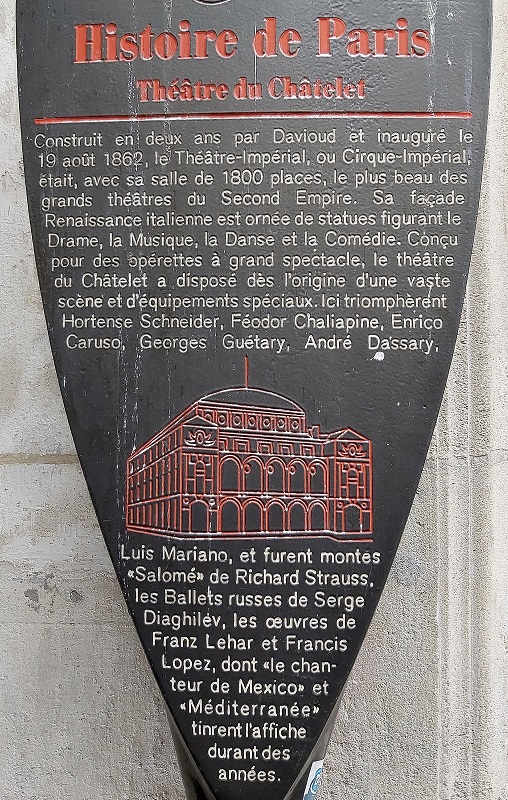 Histoire de Paris
Théâtre du Châtelet
Construit en deux ans par Davioud et inauguré le
19 août 1862, le Théâtre-Impérial, ou Cirque-Impérial,
était, avec sa salle de 1800 places, le plus beau des
grands théâtres du Second Empire. Sa façade
Renaissance italienne est ornée de statues figurant le
Drame, la Musique, la Danse et la Comédie. Conçu
pour des opérettes à grand spectacle, le théâtre
du Châtelet a disposé dès l'origine d'une vaste
scène et d'équipements spéciaux. Ici triomphèrent
Hortense Schneider, Féodor Chaliapine, Enrico
Caruso, Georges Guétary, André Dassary,
Luis Mariano, et furent montés
«Salomé» de Richard Strauss,
les Ballets russes de Serge
Diaghilev, les œuvres de
Franz Lehar et Francis
Lopez, dont «le chan-
teur de Mexico» et
«Méditerranée»
tinrent l'affiche
durant des
années.